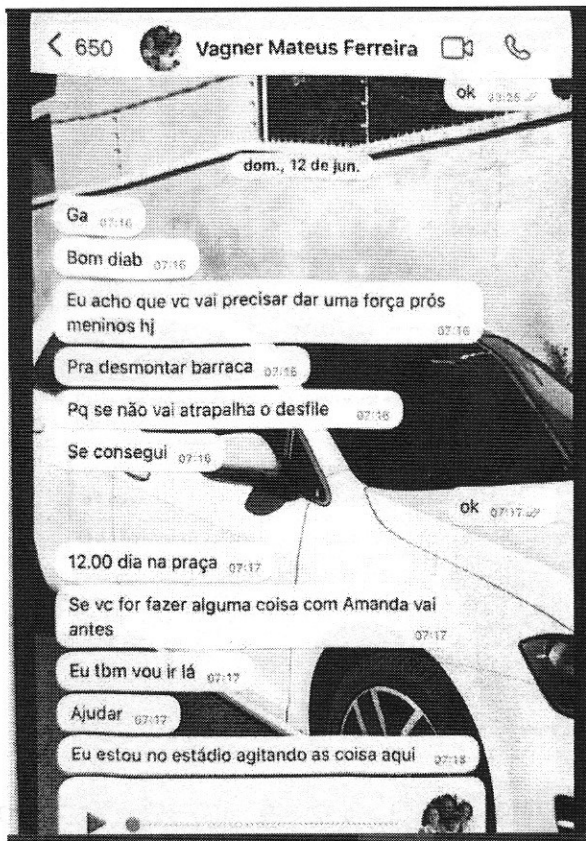 650 Vagner Mateus Ferreira
ok 23:25
dom., 12 de jun.
Ga 07:16
Bom diab 07:16
Eu acho que vc vai precisar dar uma força prós
meninos hj 07:16
Pra desmontar barraca 07:16
Pq se não vai atrapalha o desfile 07:16
Se consegui 07:16
ok 07:17
12.00 dia na praça 07:17
Se vc for fazer alguma coisa com Amanda vai
antes 07:17
Eu tbm vou ir lá 07:17
Ajudar 07:17
Eu estou no estádio agitando as coisa aqui 07:18